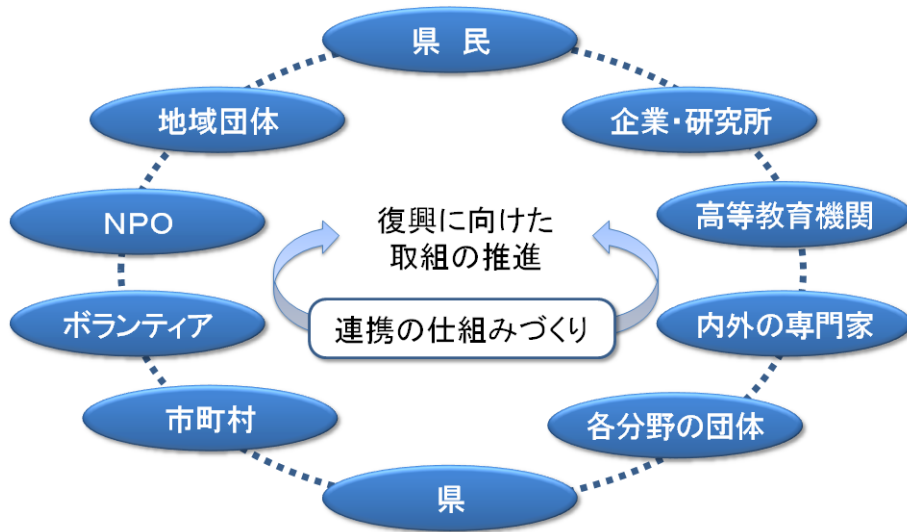 県　民
地域団体
企業・研究所
NPO
高等教育機関
復興に向けた
取組の推進
ボランティア
連携の仕組みづくり
内外の専門家
市町村
各分野の団体
県